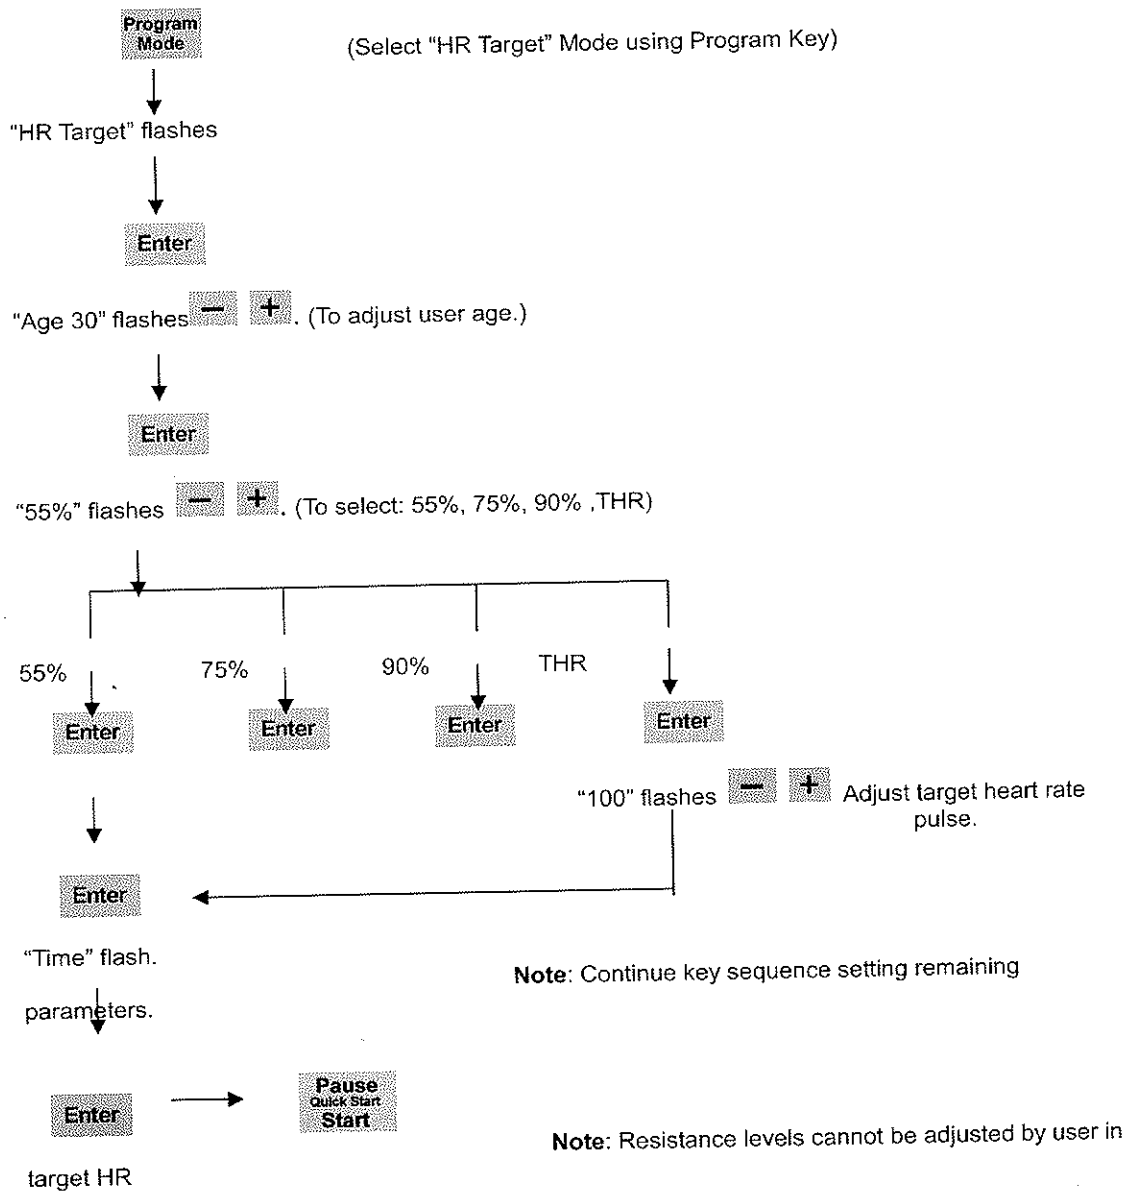 Program
Mode
(Select “HR Target” Mode using Program Key)
“HR Target” flashes
Enter
“Age 30” flashes − + . (To adjust user age.)
Enter
“55%” flashes − + . (To select: 55%, 75%, 90% ,THR)
55% 75% 90% THR
Enter Enter Enter Enter
“100” flashes − + Adjust target heart rate
pulse.
Enter
“Time” flash.
Note: Continue key sequence setting remaining
parameters.
Enter
Pause
Quick Start
Start
Note: Resistance levels cannot be adjusted by user in
target HR